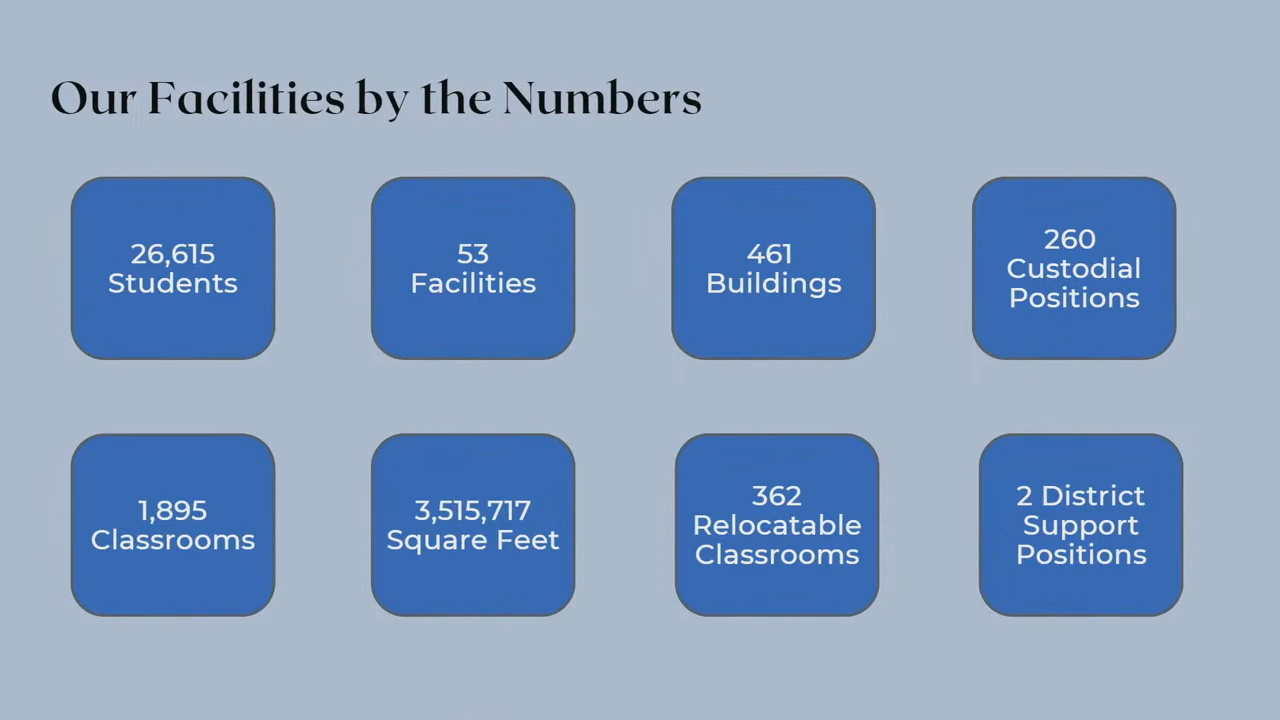 Our Facilities by the Numbers
26,615
Students
53
Facilities
461
Buildings
260
Custodial
Positions
1,895
Classrooms
3,515,717
Square Feet
362
Relocatable
Classrooms
2 District
Support
Positions